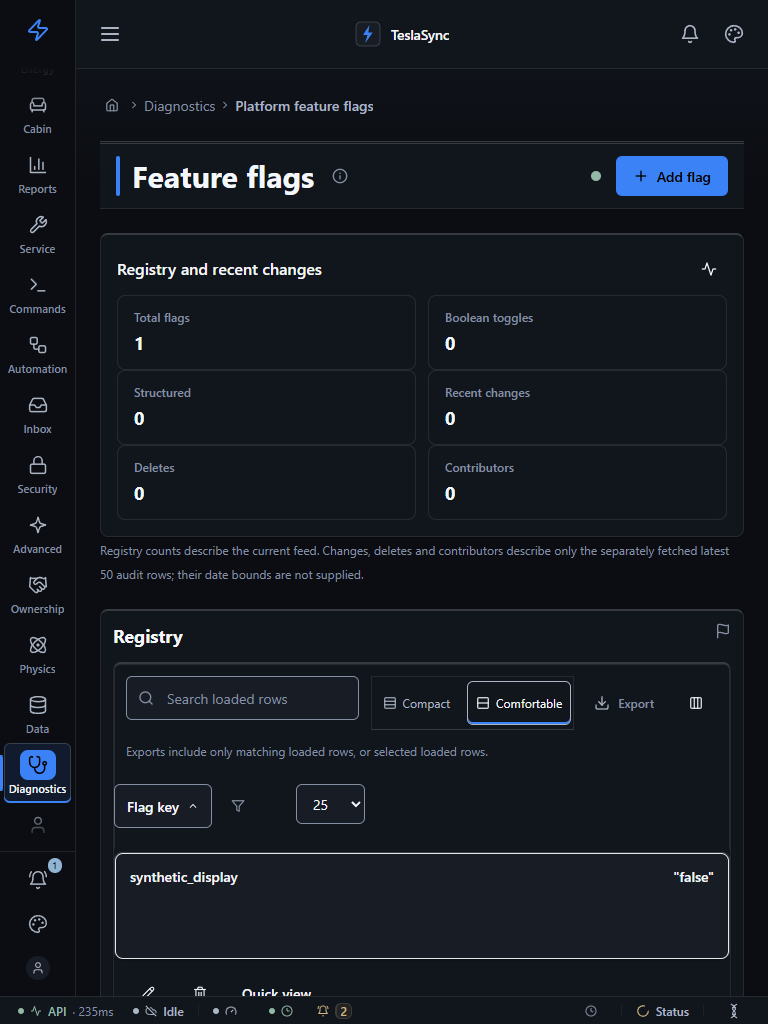 TeslaSync
Energy
Cabin
Reports
Service
Commands
Automation
Inbox
Security
Advanced
Ownership
Physics
Data
Diagnostics
1
Diagnostics > Platform feature flags
Feature flags
Add flag
Registry and recent changes
Total flags
1
Boolean toggles
0
Structured
0
Recent changes
0
Deletes
0
Contributors
0
Registry counts describe the current feed. Changes, deletes and contributors describe only the separately fetched latest
50 audit rows; their date bounds are not supplied.
Registry
Search loaded rows
Compact
Comfortable
Export
Exports include only matching loaded rows, or selected loaded rows.
Flag key
25
synthetic_display
"false"
Quick view
API · 235ms
Idle
2
Status